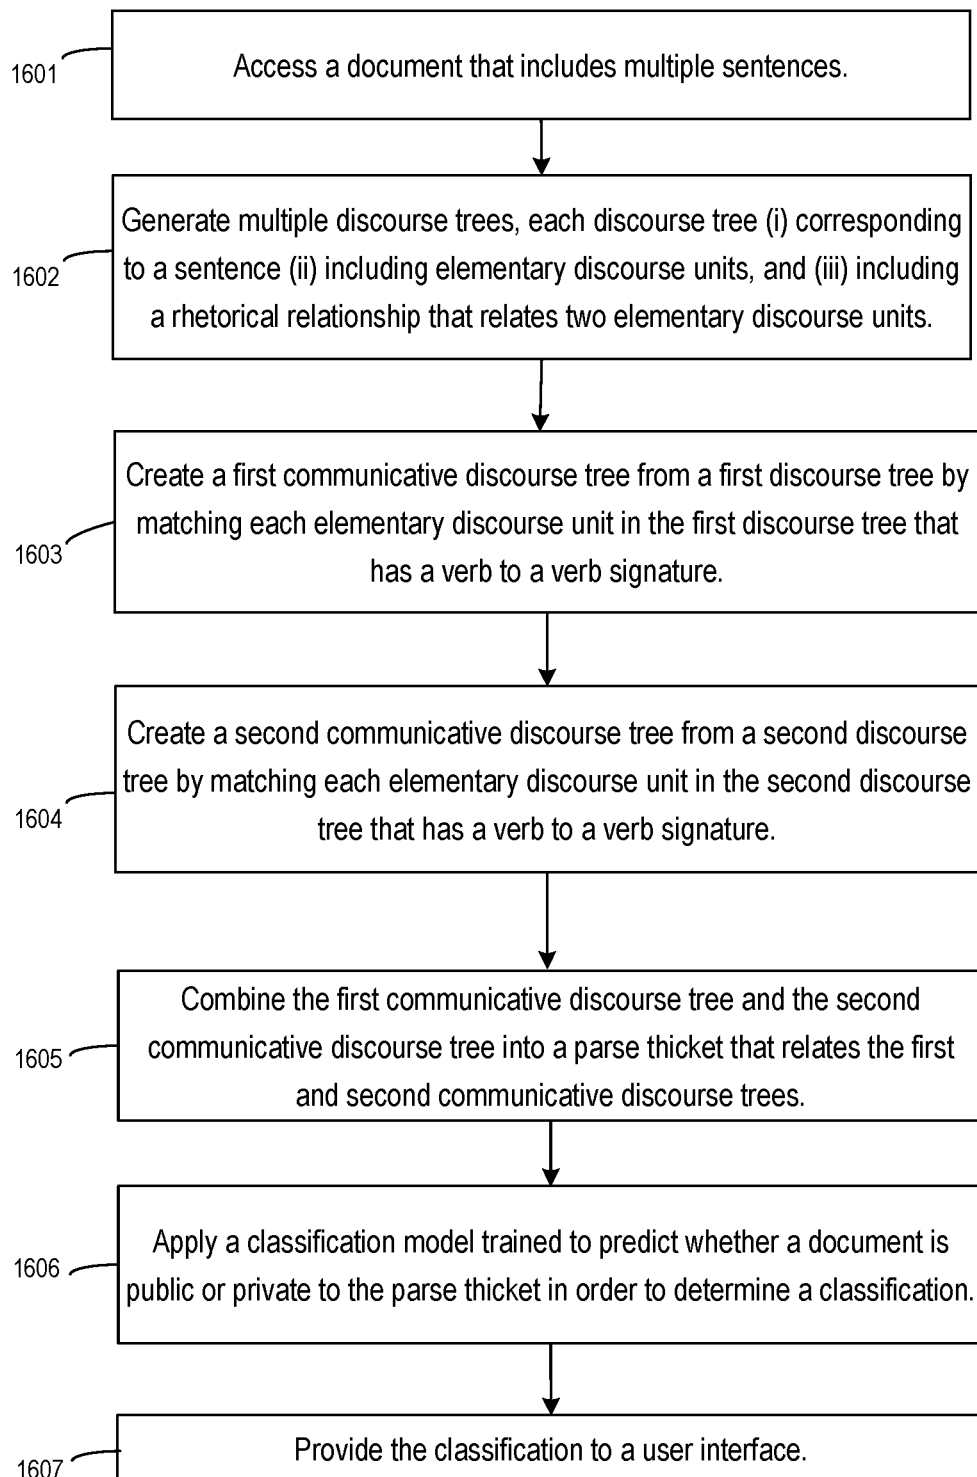 1601
Access a document that includes multiple sentences.
1602
Generate multiple discourse trees, each discourse tree (i) corresponding
to a sentence (ii) including elementary discourse units, and (iii) including
a rhetorical relationship that relates two elementary discourse units.
1603
Create a first communicative discourse tree from a first discourse tree by
matching each elementary discourse unit in the first discourse tree that
has a verb to a verb signature.
1604
Create a second communicative discourse tree from a second discourse
tree by matching each elementary discourse unit in the second discourse
tree that has a verb to a verb signature.
1605
Combine the first communicative discourse tree and the second
communicative discourse tree into a parse thicket that relates the first
and second communicative discourse trees.
1606
Apply a classification model trained to predict whether a document is
public or private to the parse thicket in order to determine a classification.
1607
Provide the classification to a user interface.